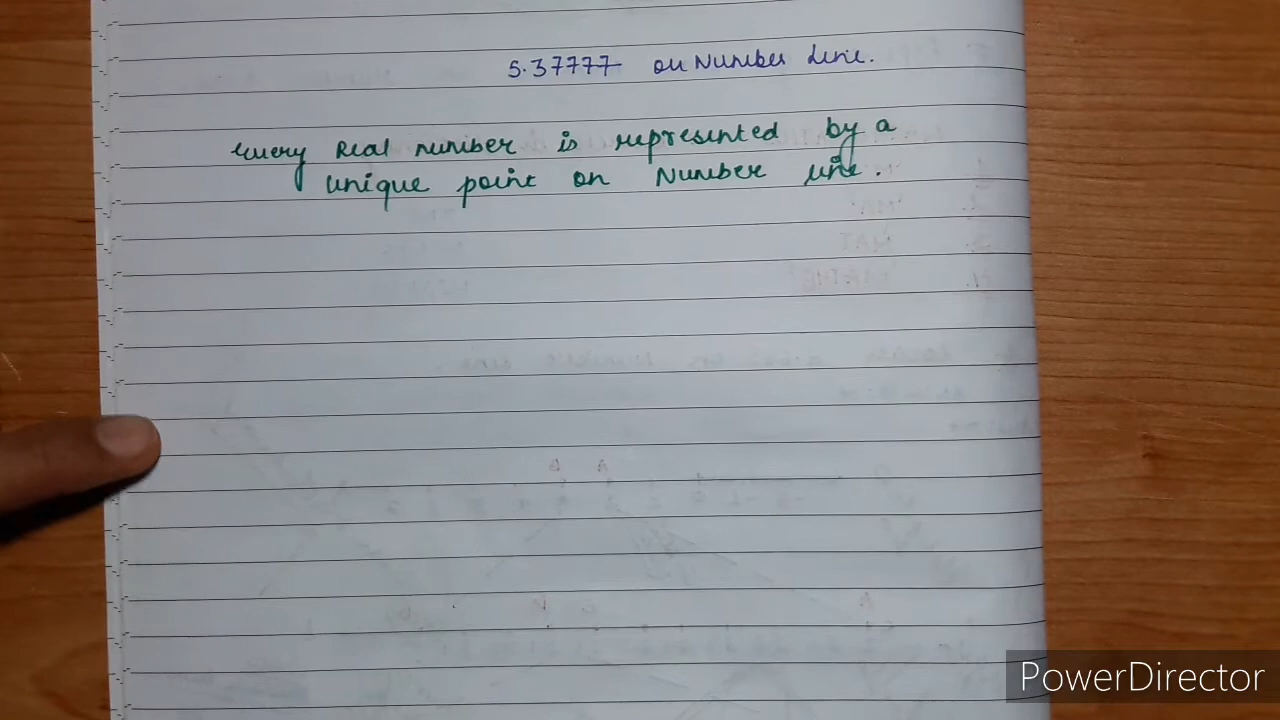 5.37777 on Number Line.
every Real number is represented by a
unique point on Number line.
PowerDirector